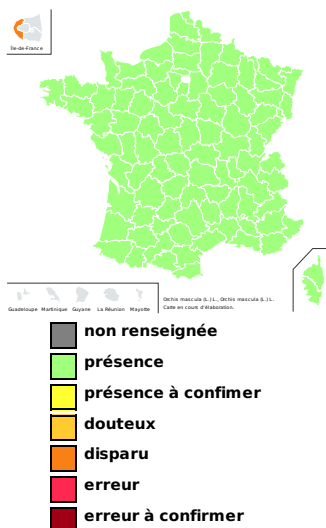 Île-de-France
Guadeloupe Martinique Guyane La Réunion Mayotte
Orchis mascula (L.) L., Orchis mascula (L.) L.
Carte en cours d'élaboration.
non renseignée
présence
présence à confimer
douteux
disparu
erreur
erreur à confirmer